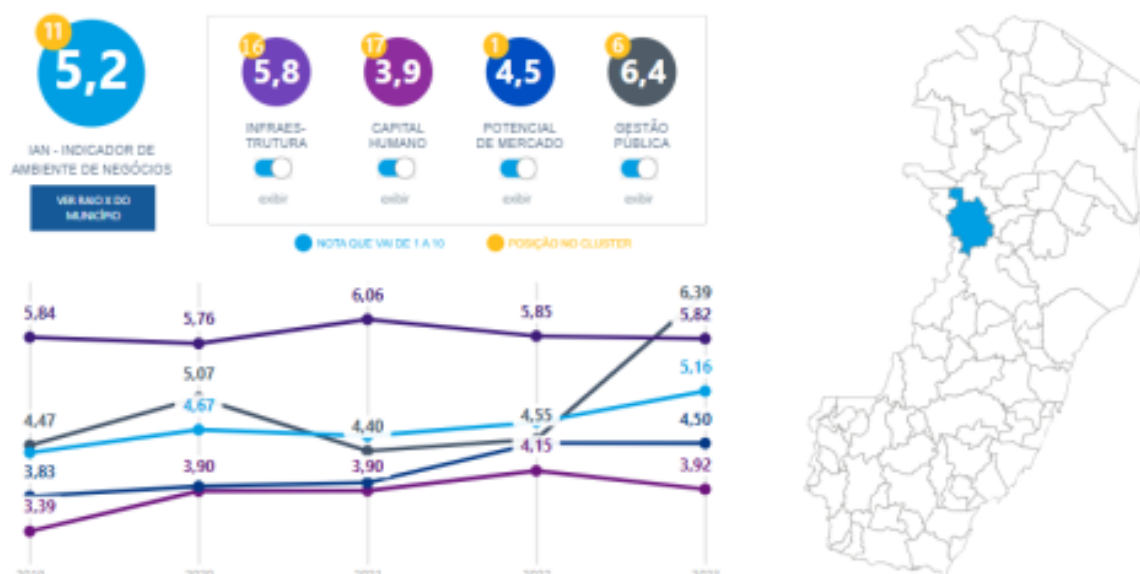 11
5,2
IAN - INDICADOR DE
AMBIENTE DE NEGÓCIOS
VER RAIO X DO
MUNICÍPIO
16
5,8
INFRAES-
TRUTURA
exibir
17
3,9
CAPITAL
HUMANO
exibir
1
4,5
POTENCIAL
DE MERCADO
exibir
6
6,4
GESTÃO
PÚBLICA
exibir
NOTA QUE VAI DE 1 A 10
POSIÇÃO NO CLUSTER
5,84
5,76
6,06
5,85
6,39
5,82
5,07
4,67
5,16
4,47
4,40
4,55
4,50
3,83
3,90
3,90
4,15
3,92
3,39